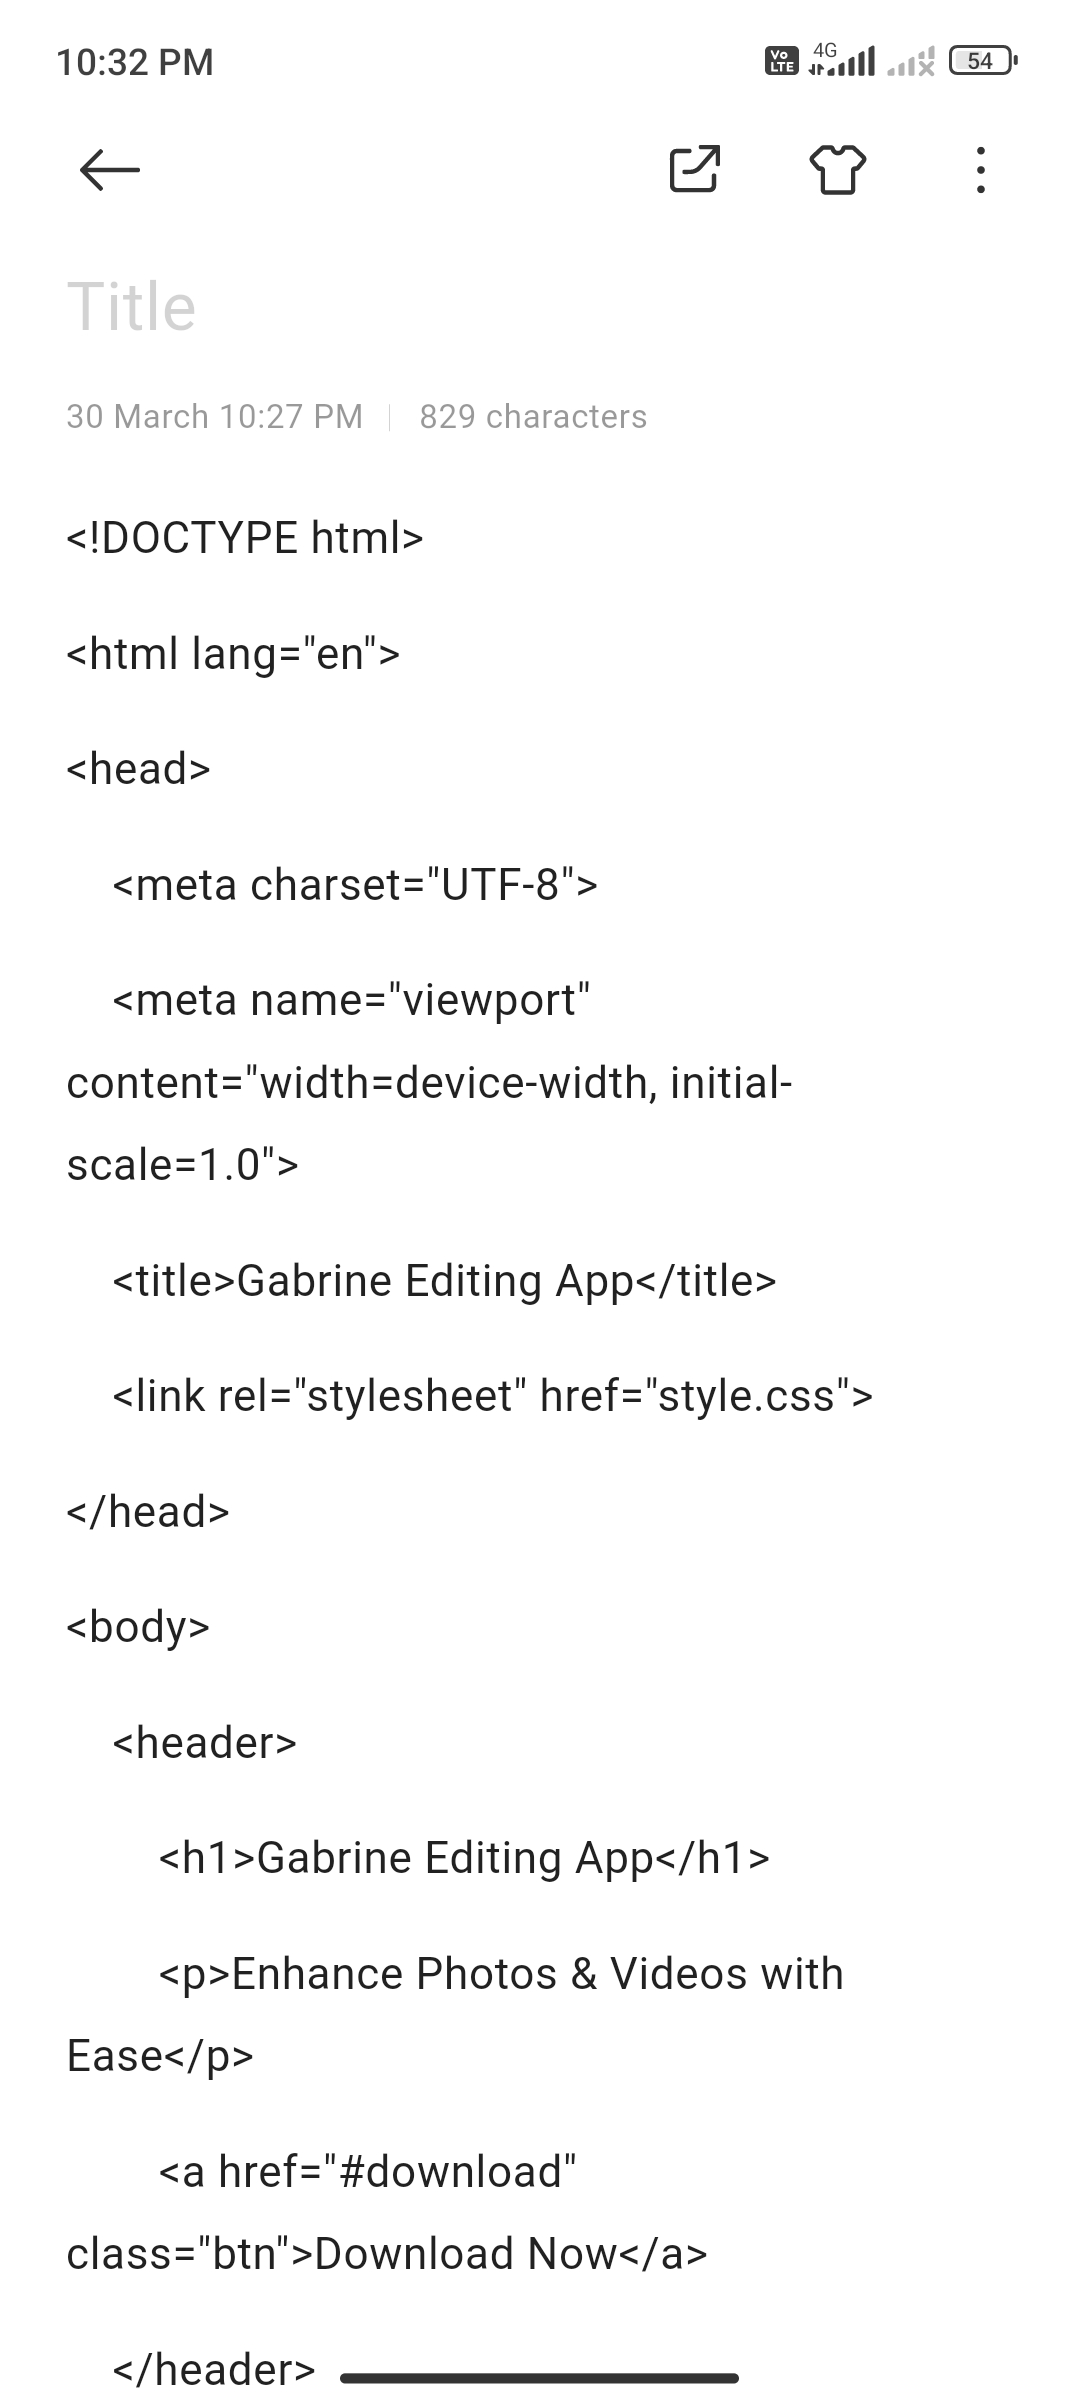 10:32 PM
Vo LTE 4G 54
Title
30 March 10:27 PM | 829 characters
<!DOCTYPE html>
<html lang="en">
<head>
<meta charset="UTF-8">
<meta name="viewport"
content="width=device-width, initial-
scale=1.0">
<title>Gabrine Editing App</title>
<link rel="stylesheet" href="style.css">
</head>
<body>
<header>
<h1>Gabrine Editing App</h1>
<p>Enhance Photos & Videos with
Ease</p>
<a href="#download"
class="btn">Download Now</a>
</header>